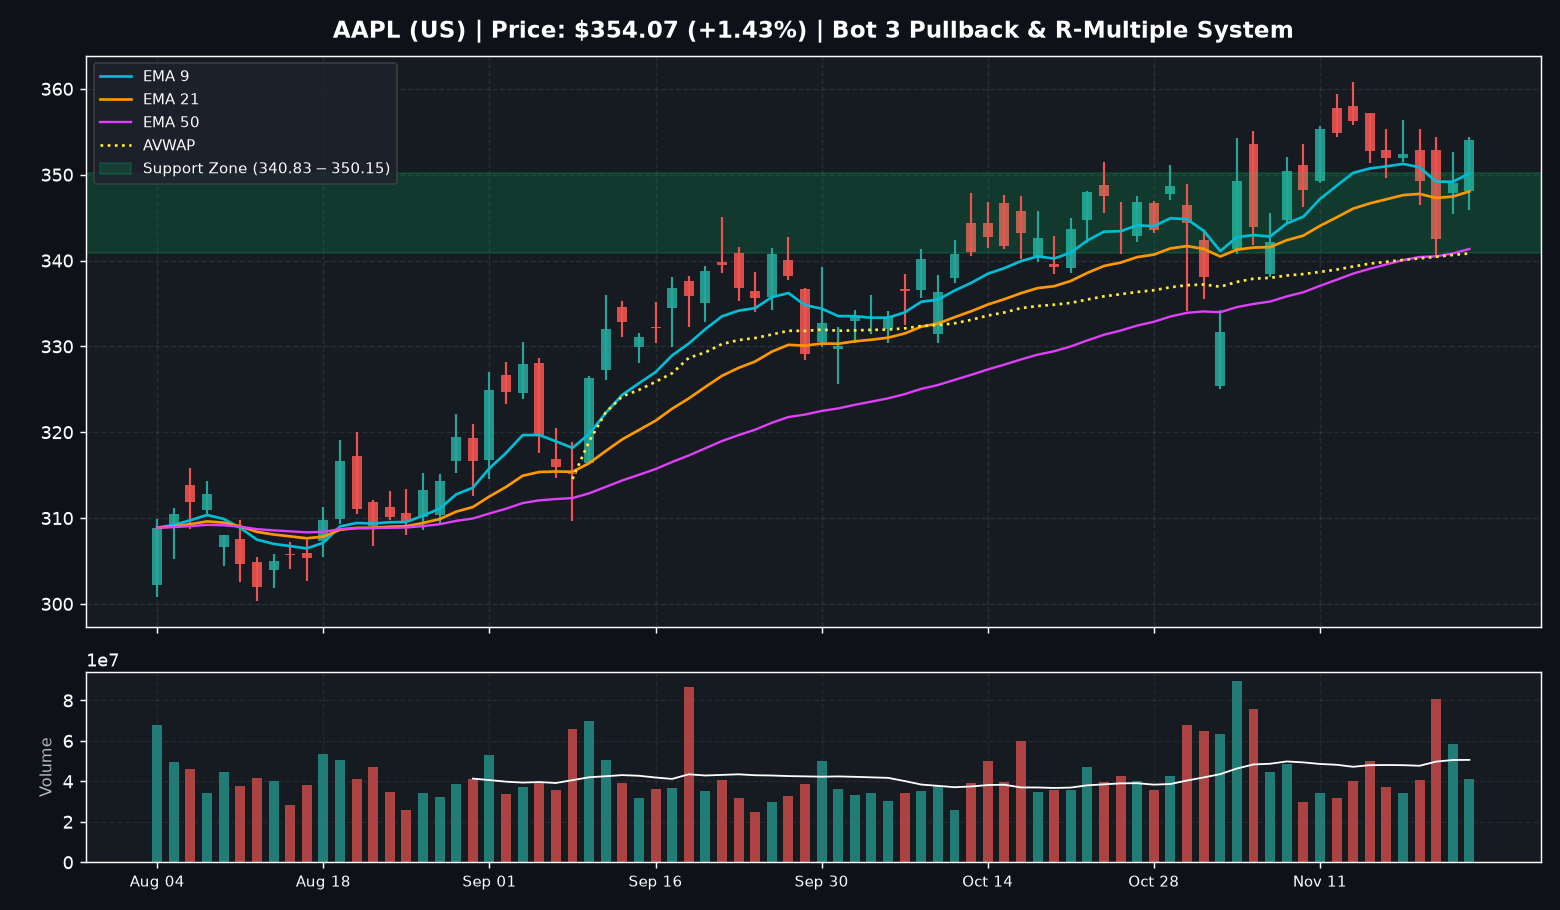 AAPL (US) | Price: $354.07 (+1.43%) | Bot 3 Pullback & R-Multiple System
EMA 9
EMA 21
EMA 50
AVWAP
Support Zone (340.83 − 350.15)
360
350
340
330
320
310
300
1e7
8
6
4
2
0
Volume
Aug 04
Aug 18
Sep 01
Sep 16
Sep 30
Oct 14
Oct 28
Nov 11